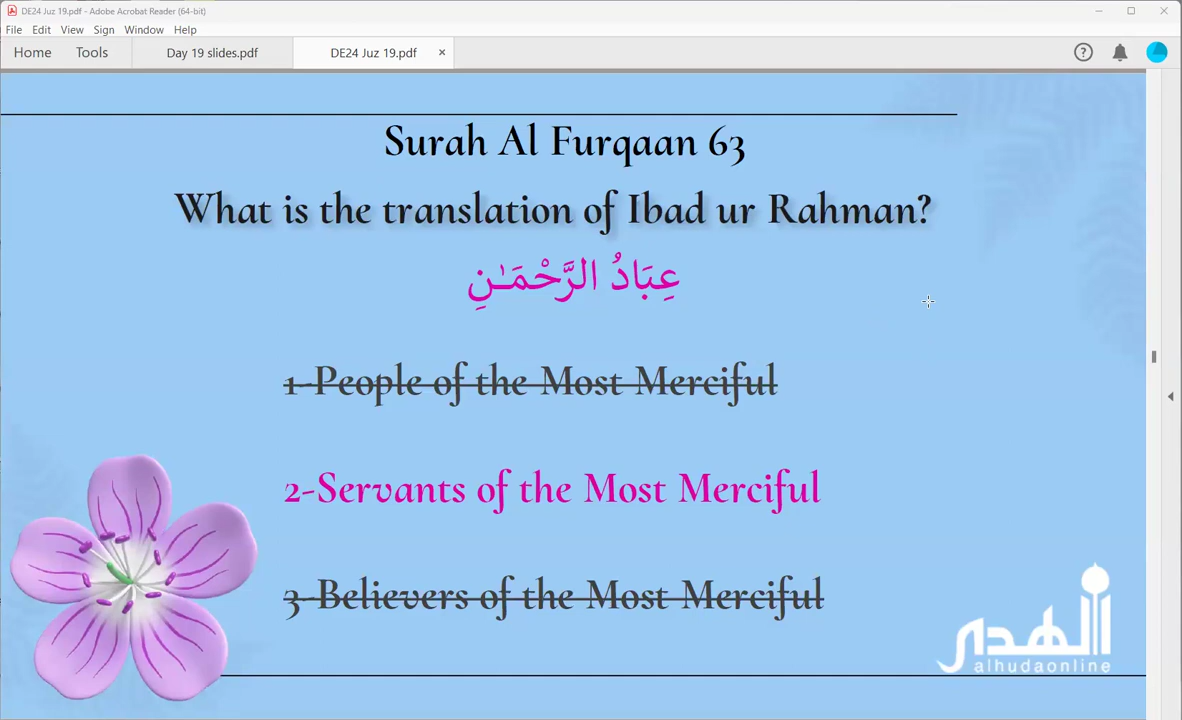 DE24 Juz 19.pdf - Adobe Acrobat Reader (64-bit)
File Edit View Sign Window Help
Home Tools Day 19 slides.pdf DE24 Juz 19.pdf ×
Surah Al Furqaan 63
What is the translation of Ibad ur Rahman?
عِبَادُ الرَّحْمَـٰنِ
1-People of the Most Merciful
2-Servants of the Most Merciful
3-Believers of the Most Merciful
الهدى
alhudaonline